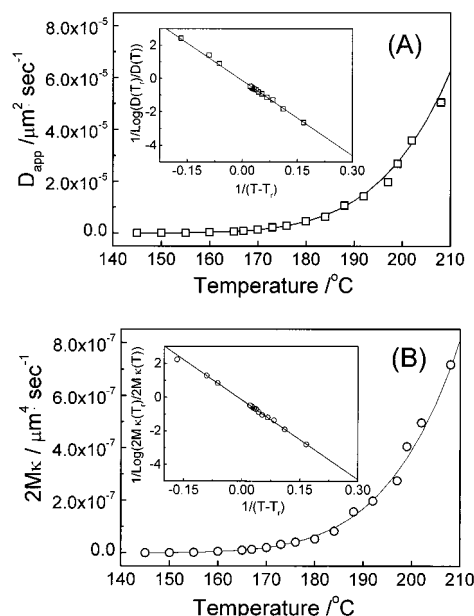 (A)
D_app /μm² sec⁻¹
8.0x10⁻⁵
6.0x10⁻⁵
4.0x10⁻⁵
2.0x10⁻⁵
0.0
140 150 160 170 180 190 200 210
Temperature /°C
1/Log(D(T_r)/D(T))
2
0
-2
-4
-0.15 0.00 0.15 0.30
1/(T-T_r)
(B)
2Mκ / μm⁴ sec⁻¹
8.0x10⁻⁷
6.0x10⁻⁷
4.0x10⁻⁷
2.0x10⁻⁷
0.0
140 150 160 170 180 190 200 210
Temperature /°C
1/Log(2M κ(T_r)/2M κ(T))
2
0
-2
-4
-0.15 0.00 0.15 0.30
1/(T-T_r)